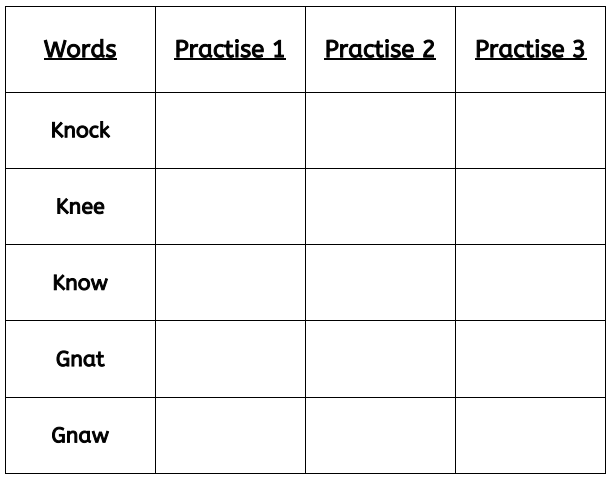 Words Practise 1 Practise 2 Practise 3
Knock
Knee
Know
Gnat
Gnaw